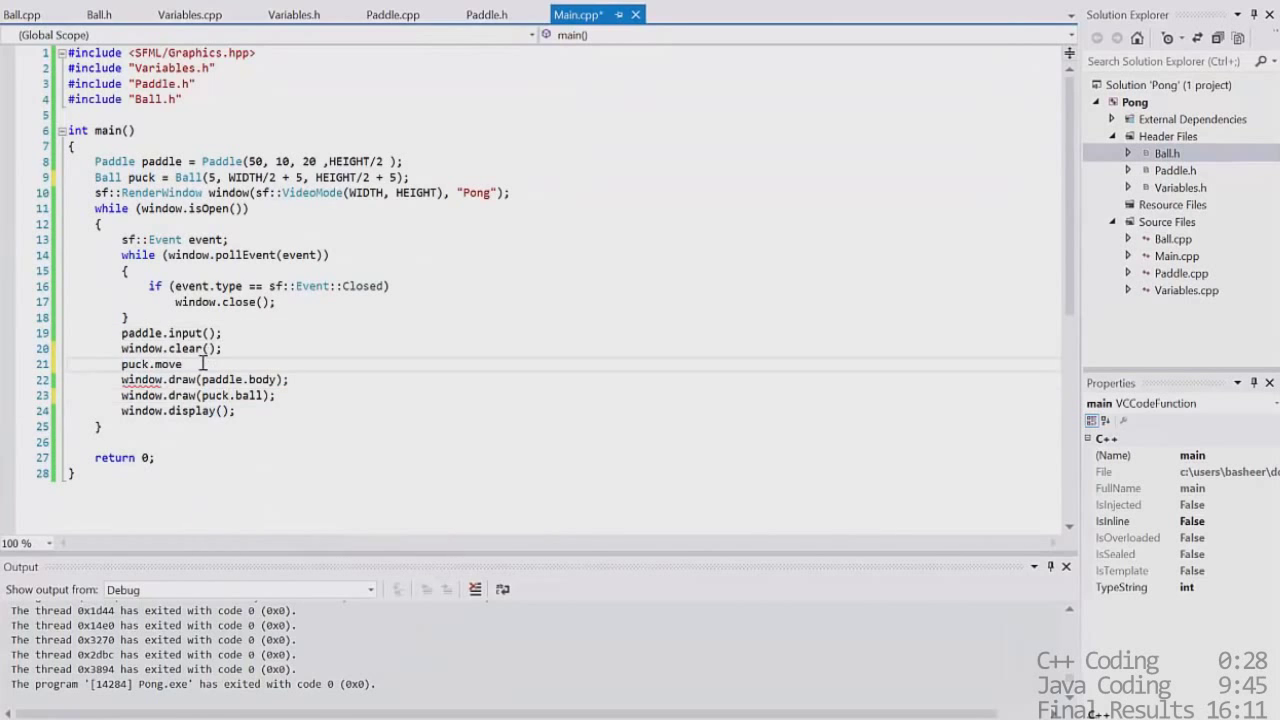 Ball.cpp Ball.h Variables.cpp Variables.h Paddle.cpp Paddle.h Main.cpp*
(Global Scope) main()
1 #include <SFML/Graphics.hpp>
2 #include "Variables.h"
3 #include "Paddle.h"
4 #include "Ball.h"
5
6 int main()
7 {
8 Paddle paddle = Paddle(50, 10, 20 ,HEIGHT/2 );
9 Ball puck = Ball(5, WIDTH/2 + 5, HEIGHT/2 + 5);
10 sf::RenderWindow window(sf::VideoMode(WIDTH, HEIGHT), "Pong");
11 while (window.isOpen())
12 {
13 sf::Event event;
14 while (window.pollEvent(event))
15 {
16 if (event.type == sf::Event::Closed)
17 window.close();
18 }
19 paddle.input();
20 window.clear();
21 puck.move
22 window.draw(paddle.body);
23 window.draw(puck.ball);
24 window.display();
25 }
26
27 return 0;
28 }
100 %
Output
Show output from: Debug
The thread 0x1d44 has exited with code 0 (0x0).
The thread 0x14e0 has exited with code 0 (0x0).
The thread 0x3270 has exited with code 0 (0x0).
The thread 0x2dbc has exited with code 0 (0x0).
The thread 0x3894 has exited with code 0 (0x0).
The program '[14284] Pong.exe' has exited with code 0 (0x0).
Solution Explorer
Search Solution Explorer (Ctrl+;)
Solution 'Pong' (1 project)
Pong
External Dependencies
Header Files
Ball.h
Paddle.h
Variables.h
Resource Files
Source Files
Ball.cpp
Main.cpp
Paddle.cpp
Variables.cpp
Properties
main VCCodeFunction
C++
(Name) main
File c:\users\basheer\do
FullName main
IsInjected False
IsInline False
IsOverloaded False
IsSealed False
IsTemplate False
TypeString int
C++ Coding 0:28
Java Coding 9:45
Final Results 16:11
C++